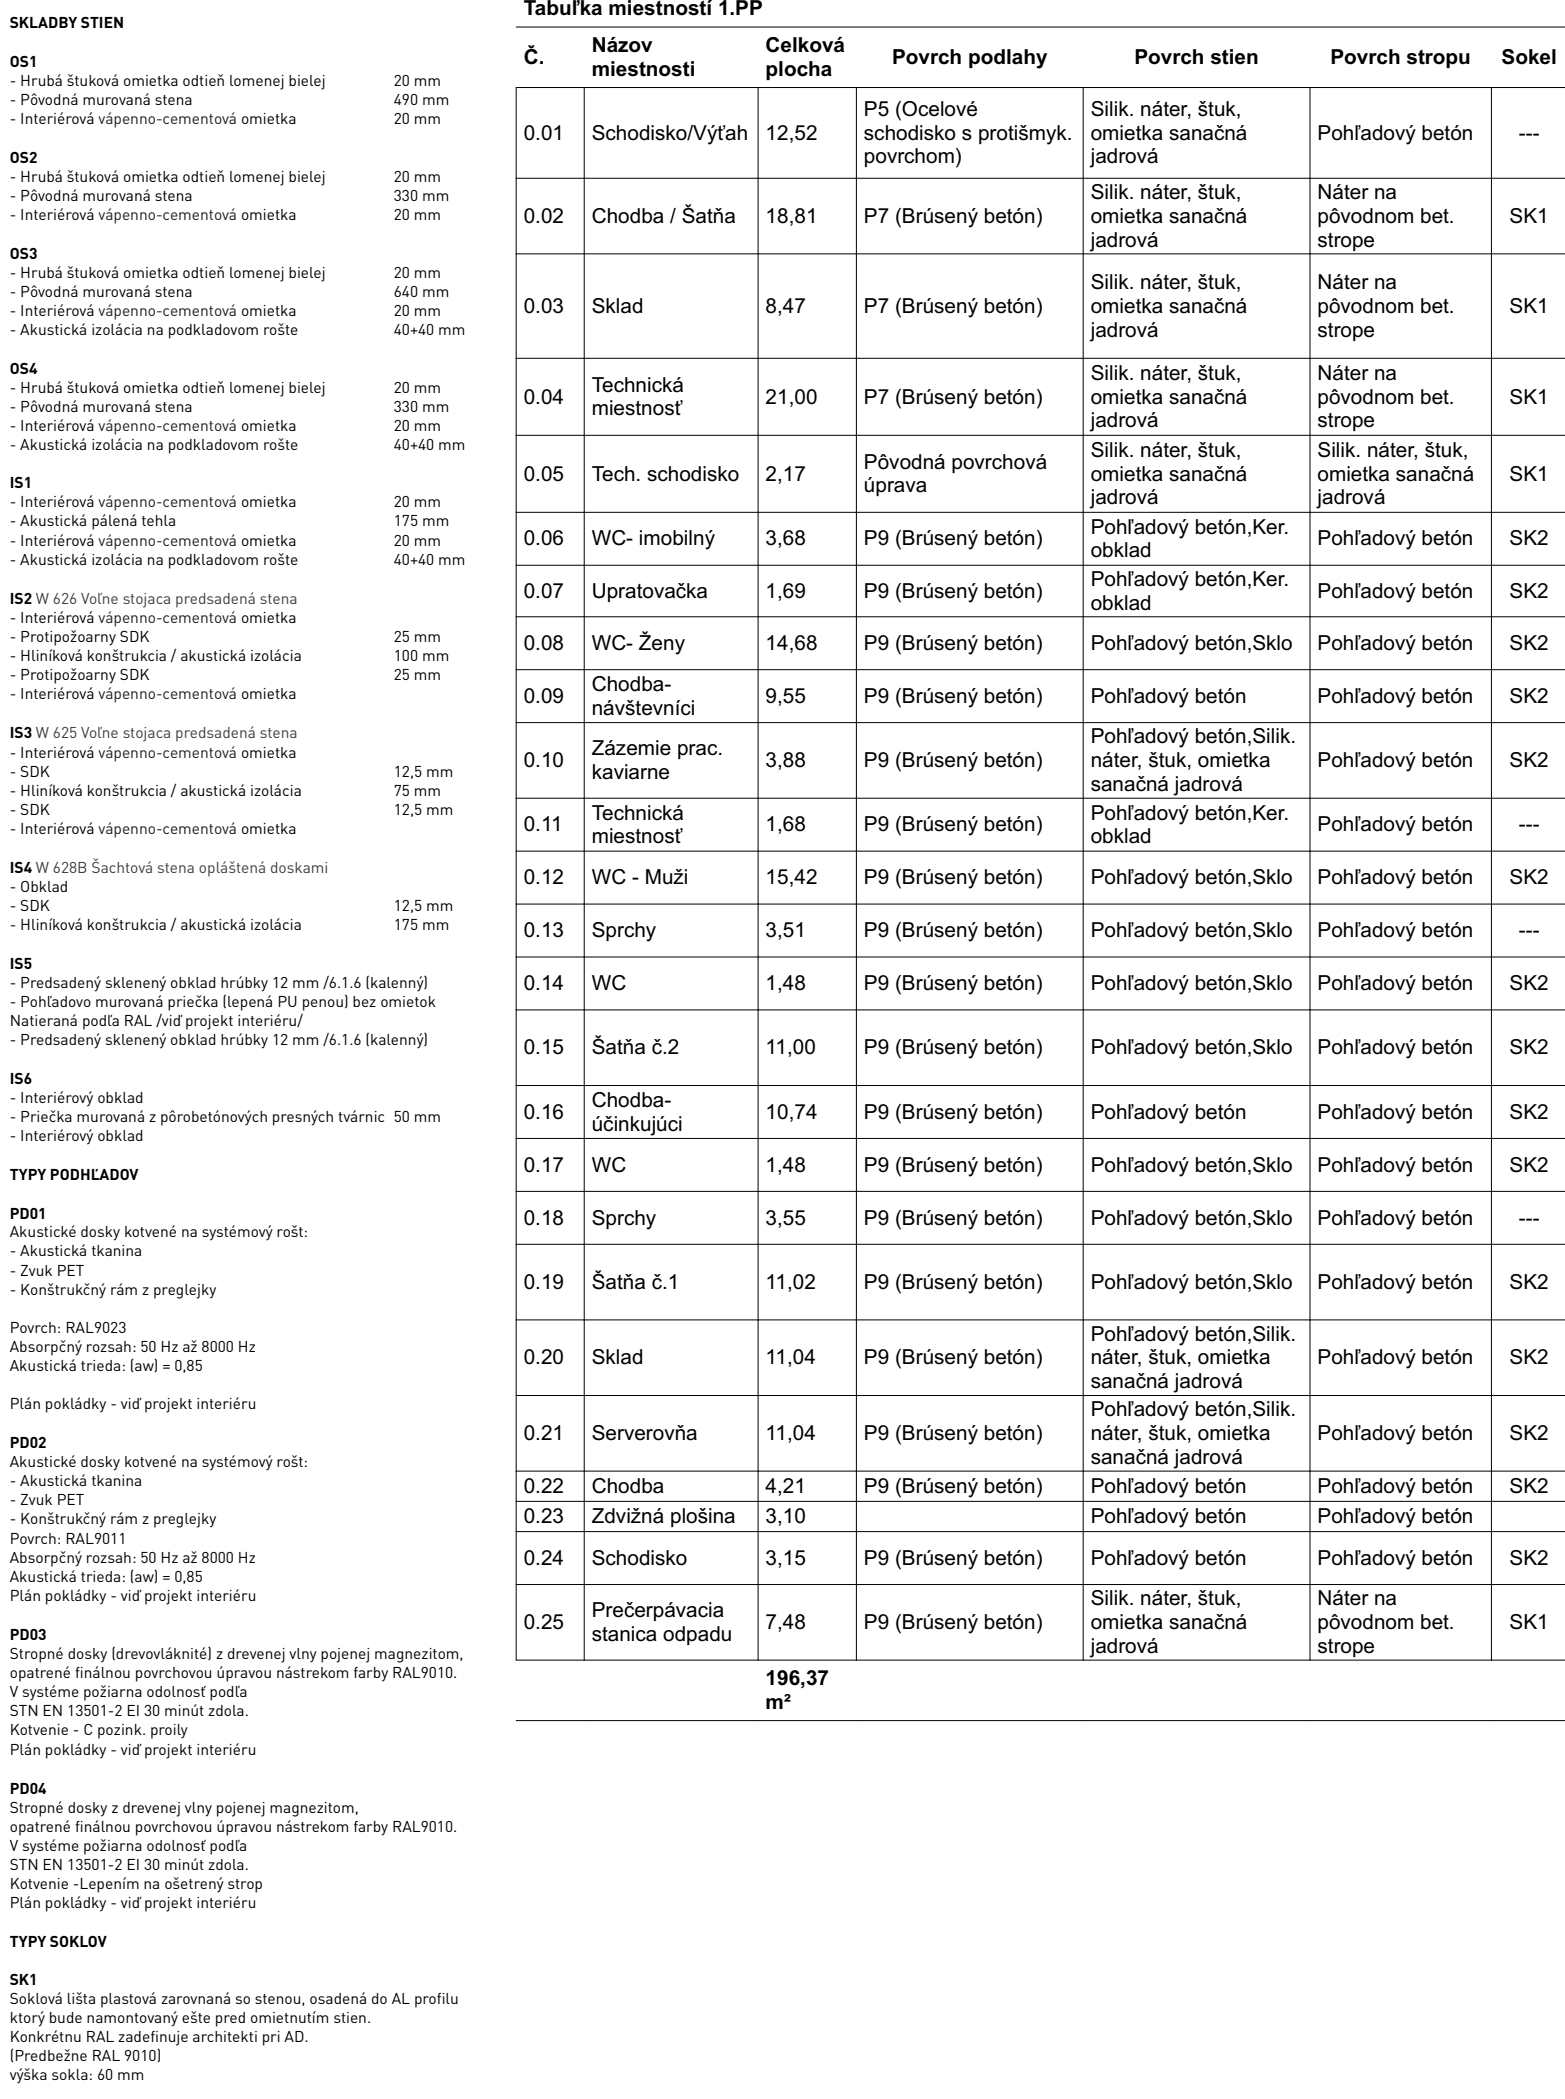 SKLADBY STIEN
OS1
- Hrubá štuková omietka odtieň lomenej bielej 20 mm
- Pôvodná murovaná stena 490 mm
- Interiérová vápenno-cementová omietka 20 mm
OS2
- Hrubá štuková omietka odtieň lomenej bielej 20 mm
- Pôvodná murovaná stena 330 mm
- Interiérová vápenno-cementová omietka 20 mm
OS3
- Hrubá štuková omietka odtieň lomenej bielej 20 mm
- Pôvodná murovaná stena 640 mm
- Interiérová vápenno-cementová omietka 20 mm
- Akustická izolácia na podkladovom rošte 40+40 mm
OS4
- Hrubá štuková omietka odtieň lomenej bielej 20 mm
- Pôvodná murovaná stena 330 mm
- Interiérová vápenno-cementová omietka 20 mm
- Akustická izolácia na podkladovom rošte 40+40 mm
IS1
- Interiérová vápenno-cementová omietka 20 mm
- Akustická pálená tehla 175 mm
- Interiérová vápenno-cementová omietka 20 mm
- Akustická izolácia na podkladovom rošte 40+40 mm
IS2 W 626 Voľne stojaca predsadená stena
- Interiérová vápenno-cementová omietka
- Protipožoarny SDK 25 mm
- Hliníková konštrukcia / akustická izolácia 100 mm
- Protipožoarny SDK 25 mm
- Interiérová vápenno-cementová omietka
IS3 W 625 Voľne stojaca predsadená stena
- Interiérová vápenno-cementová omietka
- SDK 12,5 mm
- Hliníková konštrukcia / akustická izolácia 75 mm
- SDK 12,5 mm
- Interiérová vápenno-cementová omietka
IS4 W 628B Šachtová stena opláštená doskami
- Obklad
- SDK 12,5 mm
- Hliníková konštrukcia / akustická izolácia 175 mm
IS5
- Predsadený sklenený obklad hrúbky 12 mm /6.1.6 (kalenný)
- Pohľadovo murovaná priečka (lepená PU penou) bez omietok
Natieraná podľa RAL /viď projekt interiéru/
- Predsadený sklenený obklad hrúbky 12 mm /6.1.6 (kalenný)
IS6
- Interiérový obklad
- Priečka murovaná z pôrobetónových presných tvárnic 50 mm
- Interiérový obklad
TYPY PODHĽADOV
PD01
Akustické dosky kotvené na systémový rošt:
- Akustická tkanina
- Zvuk PET
- Konštrukčný rám z preglejky
Povrch: RAL9023
Absorpčný rozsah: 50 Hz až 8000 Hz
Akustická trieda: (aw) = 0,85
Plán pokládky - viď projekt interiéru
PD02
Akustické dosky kotvené na systémový rošt:
- Akustická tkanina
- Zvuk PET
- Konštrukčný rám z preglejky
Povrch: RAL9011
Absorpčný rozsah: 50 Hz až 8000 Hz
Akustická trieda: (aw) = 0,85
Plán pokládky - viď projekt interiéru
PD03
Stropné dosky (drevovláknité) z drevenej vlny pojenej magnezitom,
opatrené finálnou povrchovou úpravou nástrekom farby RAL9010.
V systéme požiarna odolnosť podľa
STN EN 13501-2 EI 30 minút zdola.
Kotvenie - C pozink. proily
Plán pokládky - viď projekt interiéru
PD04
Stropné dosky z drevenej vlny pojenej magnezitom,
opatrené finálnou povrchovou úpravou nástrekom farby RAL9010.
V systéme požiarna odolnosť podľa
STN EN 13501-2 EI 30 minút zdola.
Kotvenie -Lepením na ošetrený strop
Plán pokládky - viď projekt interiéru
TYPY SOKLOV
SK1
Soklová lišta plastová zarovnaná so stenou, osadená do AL profilu
ktorý bude namontovaný ešte pred omietnutím stien.
Konkrétnu RAL zadefinuje architekti pri AD.
(Predbežne RAL 9010)
výška sokla: 60 mm
Tabuľka miestností 1.PP
Č. Názov miestnosti Celková plocha Povrch podlahy Povrch stien Povrch stropu Sokel
0.01 Schodisko/Výťah 12,52 P5 (Ocelové schodisko s protišmyk. povrchom) Silik. náter, štuk, omietka sanačná jadrová Pohľadový betón ---
0.02 Chodba / Šatňa 18,81 P7 (Brúsený betón) Silik. náter, štuk, omietka sanačná jadrová Náter na pôvodnom bet. strope SK1
0.03 Sklad 8,47 P7 (Brúsený betón) Silik. náter, štuk, omietka sanačná jadrová Náter na pôvodnom bet. strope SK1
0.04 Technická miestnosť 21,00 P7 (Brúsený betón) Silik. náter, štuk, omietka sanačná jadrová Náter na pôvodnom bet. strope SK1
0.05 Tech. schodisko 2,17 Pôvodná povrchová úprava Silik. náter, štuk, omietka sanačná jadrová Silik. náter, štuk, omietka sanačná jadrová SK1
0.06 WC- imobilný 3,68 P9 (Brúsený betón) Pohľadový betón,Ker. obklad Pohľadový betón SK2
0.07 Upratovačka 1,69 P9 (Brúsený betón) Pohľadový betón,Ker. obklad Pohľadový betón SK2
0.08 WC- Ženy 14,68 P9 (Brúsený betón) Pohľadový betón,Sklo Pohľadový betón SK2
0.09 Chodba- návštevníci 9,55 P9 (Brúsený betón) Pohľadový betón Pohľadový betón SK2
0.10 Zázemie prac. kaviarne 3,88 P9 (Brúsený betón) Pohľadový betón,Silik. náter, štuk, omietka sanačná jadrová Pohľadový betón SK2
0.11 Technická miestnosť 1,68 P9 (Brúsený betón) Pohľadový betón,Ker. obklad Pohľadový betón ---
0.12 WC - Muži 15,42 P9 (Brúsený betón) Pohľadový betón,Sklo Pohľadový betón SK2
0.13 Sprchy 3,51 P9 (Brúsený betón) Pohľadový betón,Sklo Pohľadový betón ---
0.14 WC 1,48 P9 (Brúsený betón) Pohľadový betón,Sklo Pohľadový betón SK2
0.15 Šatňa č.2 11,00 P9 (Brúsený betón) Pohľadový betón,Sklo Pohľadový betón SK2
0.16 Chodba- účinkujúci 10,74 P9 (Brúsený betón) Pohľadový betón Pohľadový betón SK2
0.17 WC 1,48 P9 (Brúsený betón) Pohľadový betón,Sklo Pohľadový betón SK2
0.18 Sprchy 3,55 P9 (Brúsený betón) Pohľadový betón,Sklo Pohľadový betón ---
0.19 Šatňa č.1 11,02 P9 (Brúsený betón) Pohľadový betón,Sklo Pohľadový betón SK2
0.20 Sklad 11,04 P9 (Brúsený betón) Pohľadový betón,Silik. náter, štuk, omietka sanačná jadrová Pohľadový betón SK2
0.21 Serverovňa 11,04 P9 (Brúsený betón) Pohľadový betón,Silik. náter, štuk, omietka sanačná jadrová Pohľadový betón SK2
0.22 Chodba 4,21 P9 (Brúsený betón) Pohľadový betón Pohľadový betón SK2
0.23 Zdvižná plošina 3,10 Pohľadový betón Pohľadový betón
0.24 Schodisko 3,15 P9 (Brúsený betón) Pohľadový betón Pohľadový betón SK2
0.25 Prečerpávacia stanica odpadu 7,48 P9 (Brúsený betón) Silik. náter, štuk, omietka sanačná jadrová Náter na pôvodnom bet. strope SK1
196,37 m²